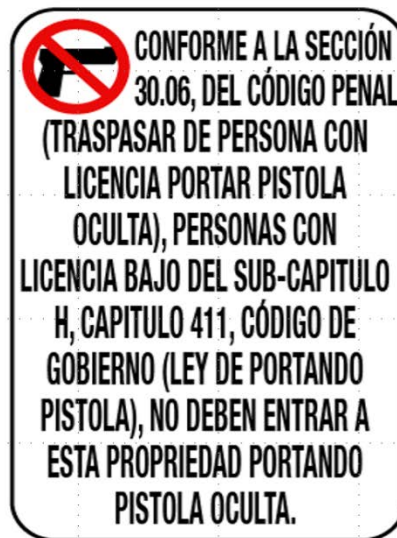 CONFORME A LA SECCIÓN
30.06, DEL CÓDIGO PENAL
(TRASPASAR DE PERSONA CON
LICENCIA PORTAR PISTOLA
OCULTA), PERSONAS CON
LICENCIA BAJO DEL SUB-CAPITULO
H, CAPITULO 411, CÓDIGO DE
GOBIERNO (LEY DE PORTANDO
PISTOLA), NO DEBEN ENTRAR A
ESTA PROPRIEDAD PORTANDO
PISTOLA OCULTA.